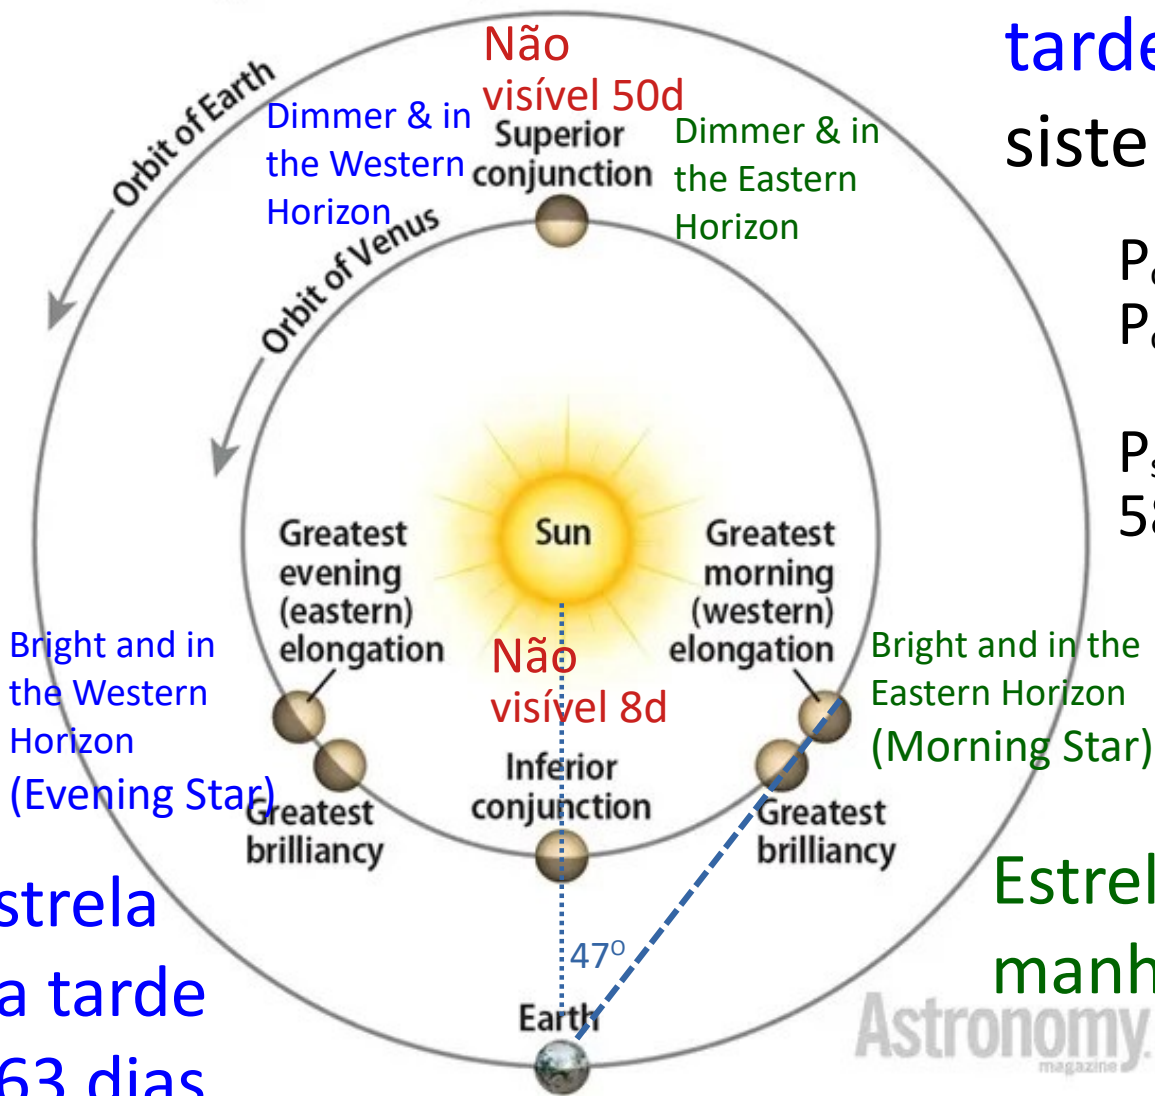 Não
visível 50d
Superior
conjunction
Dimmer & in
the Western
Horizon
Dimmer & in
the Eastern
Horizon
Orbit of Earth
Orbit of Venus
tarde
siste
P
P
P
58
Sun
Greatest
evening
(eastern)
elongation
Greatest
morning
(western)
elongation
Bright and in
the Western
Horizon
(Evening Star)
Não
visível 8d
Bright and in the
Eastern Horizon
(Morning Star)
Inferior
conjunction
Greatest
brilliancy
Greatest
brilliancy
strela
a tarde
63 dias
47º
Earth
Estrel
manh
Astronomy
magazine